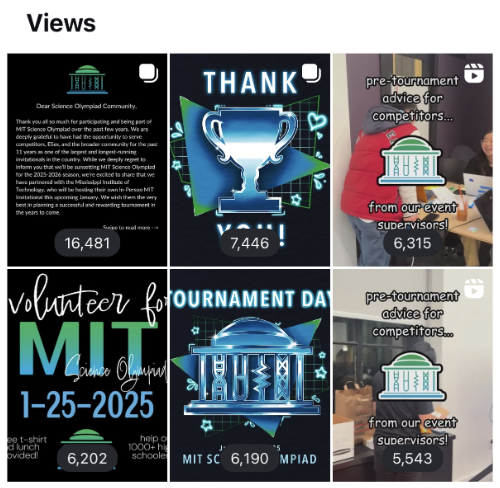 Views
Dear Science Olympiad Community,
Thank you all so much for participating and being part of
MIT Science Olympiad over the past few years. We are
deeply grateful to have had the opportunity to serve
competitors, ESes, and the broader community for the past
11 years as one of the largest and longest-running
invitationals in the country. While we deeply regret to
inform you that we'll be sunsetting MIT Science Olympiad
for the 2025-2026 season, we're excited to share that we
have partnered with the Mississippi Institute of
Technology, who will be hosting their own In-Person MIT
Invitational this upcoming January. We wish them the very
best in planning a successful and rewarding tournament in
the years to come.
Swipe to read more -->
16,481
THANK
YOU!
7,446
pre-tournament
advice for
competitors...
from our event
supervisors!
6,315
volunteer for
MIT
Science Olympiad
1-25-2025
ee t-shirt
d lunch
ovided!
help o
1000+ hi
schoole
6,202
TOURNAMENT DAY
MIT SC MPIAD
6,190
pre-tournament
advice for
competitors...
from our event
supervisors!
5,543